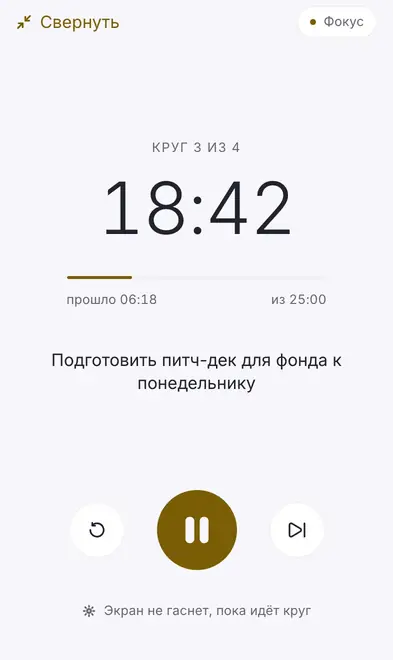 Свернуть
Фокус
КРУГ 3 ИЗ 4
18:42
прошло 06:18
из 25:00
Подготовить питч-дек для фонда к
понедельнику
Экран не гаснет, пока идёт круг